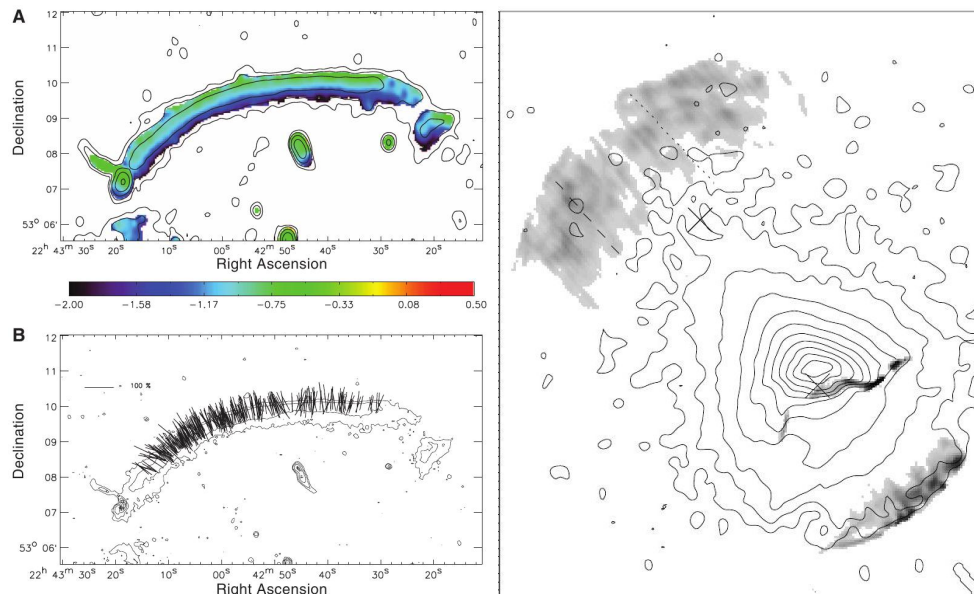 A
Declination
12
11
10
09
08
07
53° 06'
22ʰ 43ᵐ 30ˢ 20ˢ 10ˢ 00ˢ 42ᵐ 50ˢ 40ˢ 30ˢ 20ˢ
Right Ascension
−2.00 −1.58 −1.17 −0.75 −0.33 0.08 0.50
B
Declination
12
11
10
09
08
07
53° 06'
= 100 %
22ʰ 43ᵐ 30ˢ 20ˢ 10ˢ 00ˢ 42ᵐ 50ˢ 40ˢ 30ˢ 20ˢ
Right Ascension